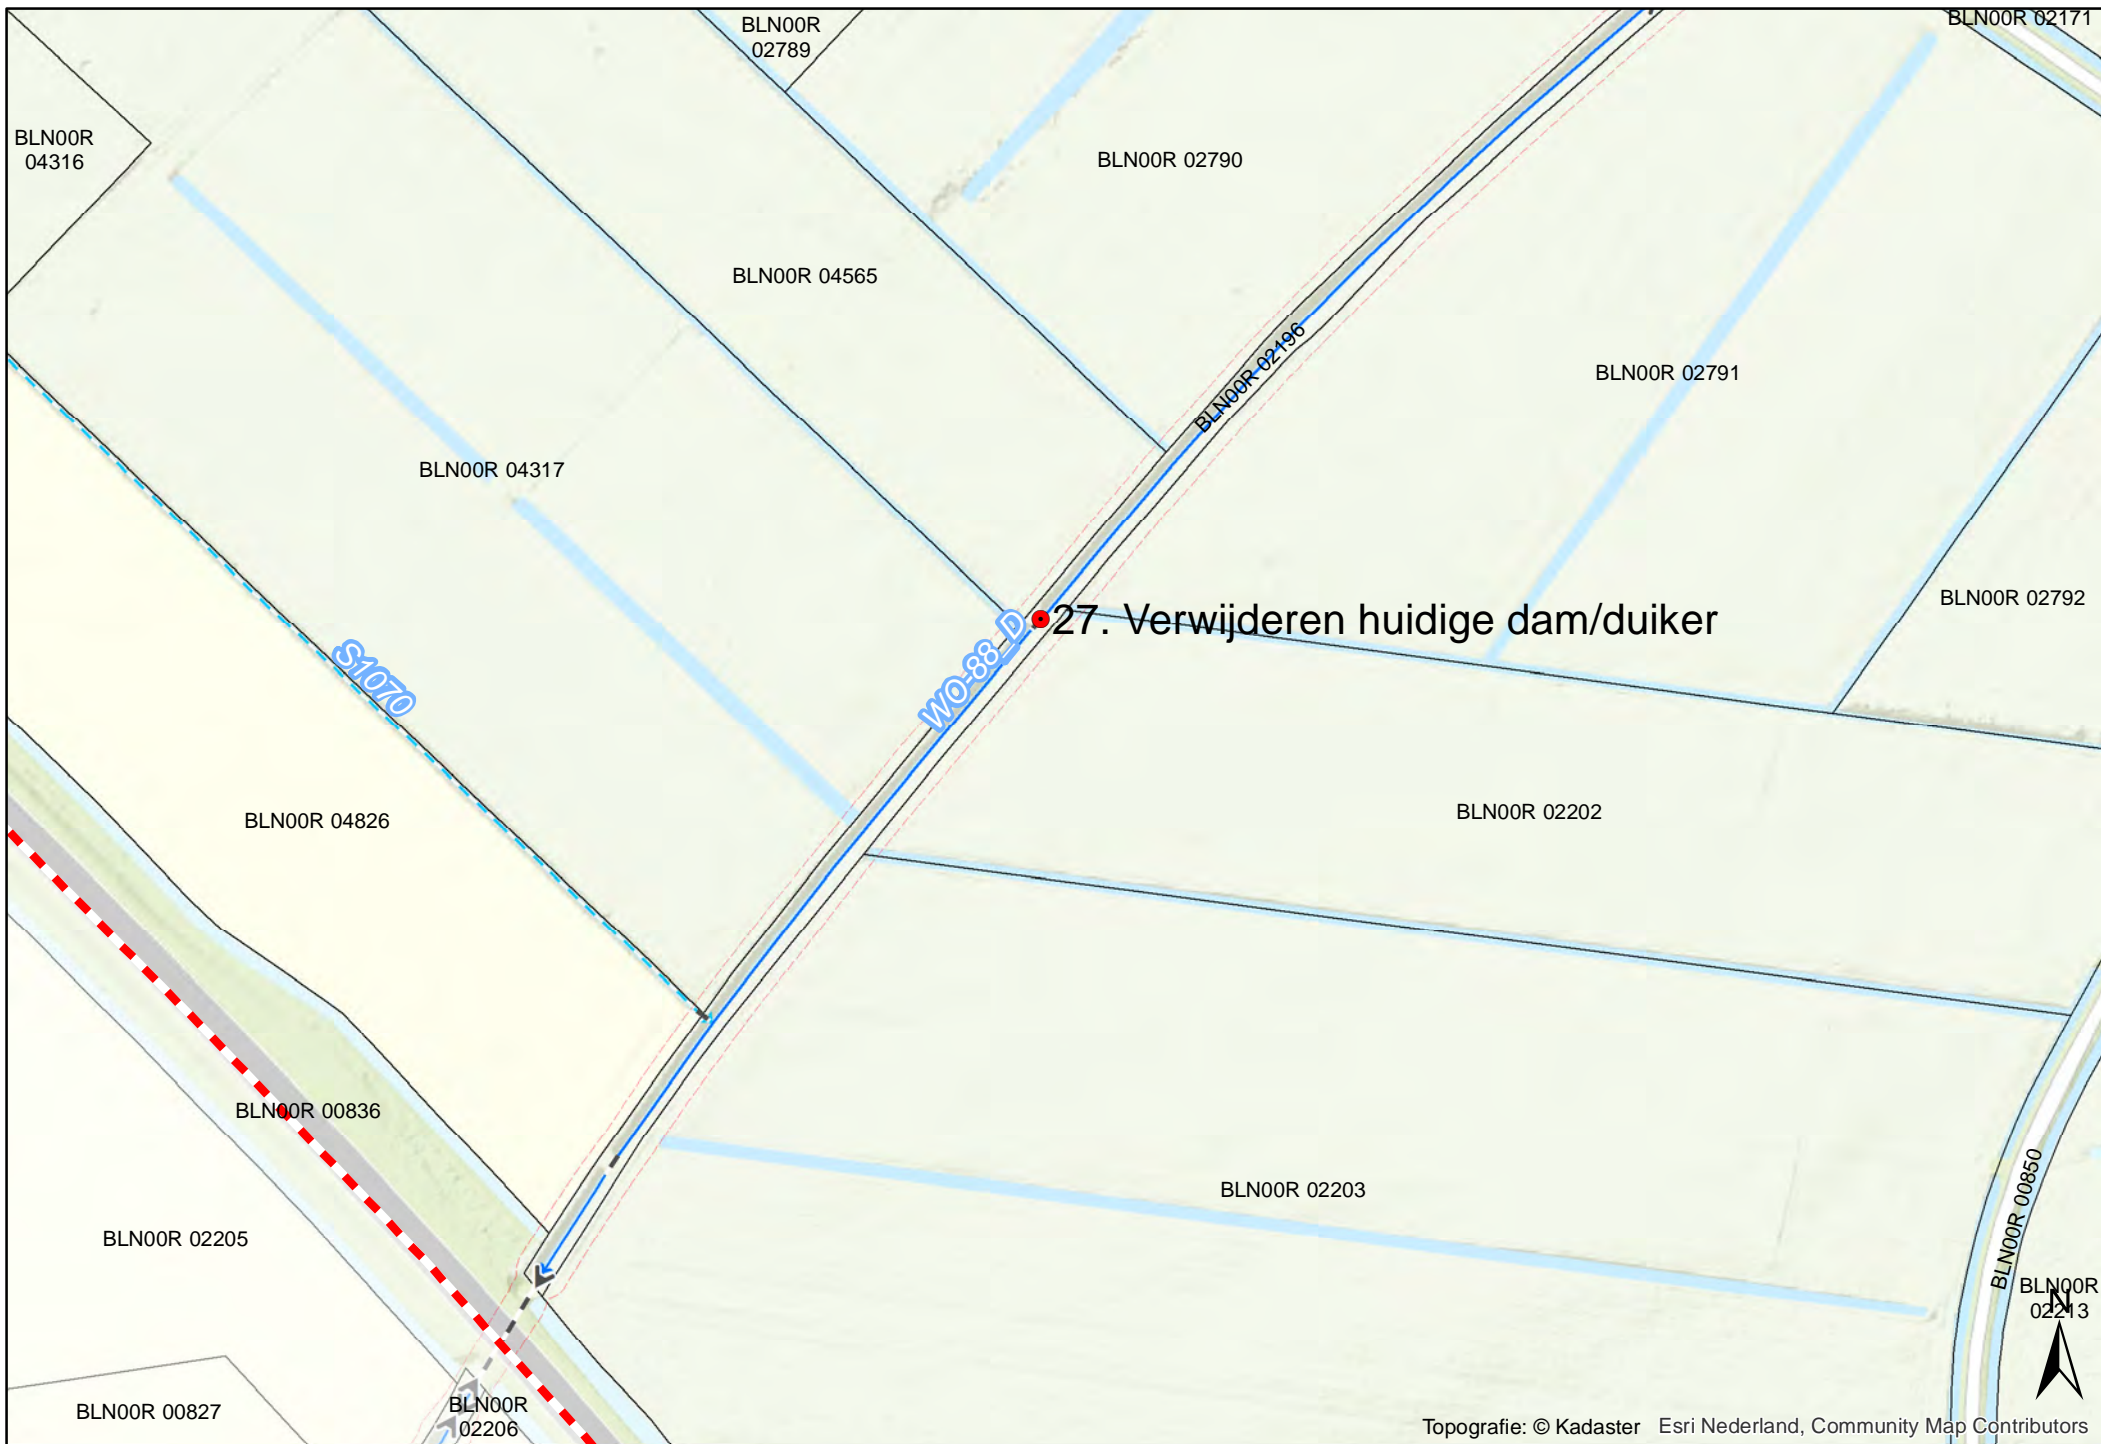 BLN00R 02171
BLN00R
02789
BLN00R
04316
BLN00R 02790
BLN00R 04565
BLN00R 02196
BLN00R 02791
BLN00R 04317
BLN00R 02792
27. Verwijderen huidige dam/duiker
WO-88_D
S1070
BLN00R 04826
BLN00R 02202
BLN00R 00836
BLN00R 02203
BLN00R 00850
BLN00R 02205
BLN00R
02213
N
BLN00R 00827
BLN00R
02206
Topografie: © Kadaster Esri Nederland, Community Map Contributors